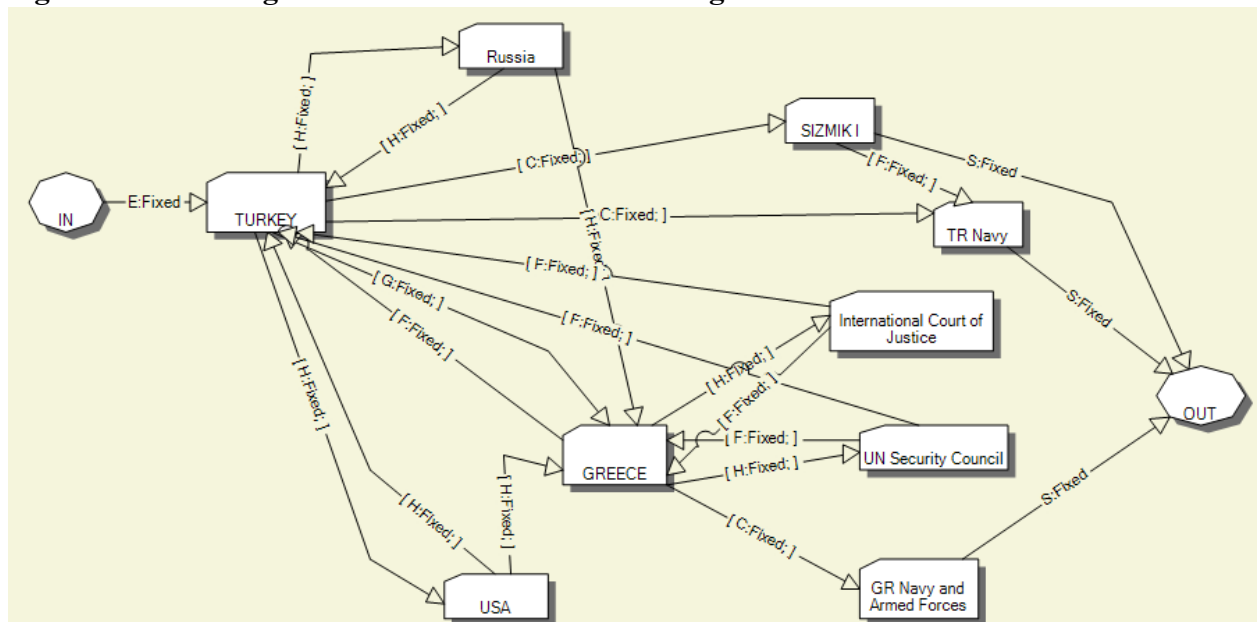 Russia
[ H:Fixed; ]
[ H:Fixed; ]
SIZMIK I
[ C:Fixed; ]
[ F:Fixed; ]
S:Fixed
IN
E:Fixed
TURKEY
C:Fixed; ]
TR Navy
[ H:Fixed;
[ F:Fixed; ]
[ G:Fixed; ]
[ F:Fixed; ]
[ F:Fixed; ]
S:Fixed
International Court of
Justice
[ H:Fixed; ]
[ H:Fixed; ]
[ F:Fixed; ]
OUT
GREECE
[ F:Fixed; ]
[ H:Fixed; ]
UN Security Council
[ H:Fixed; ]
[ H:Fixed; ]
[ C:Fixed; ]
S:Fixed
USA
GR Navy and
Armed Forces